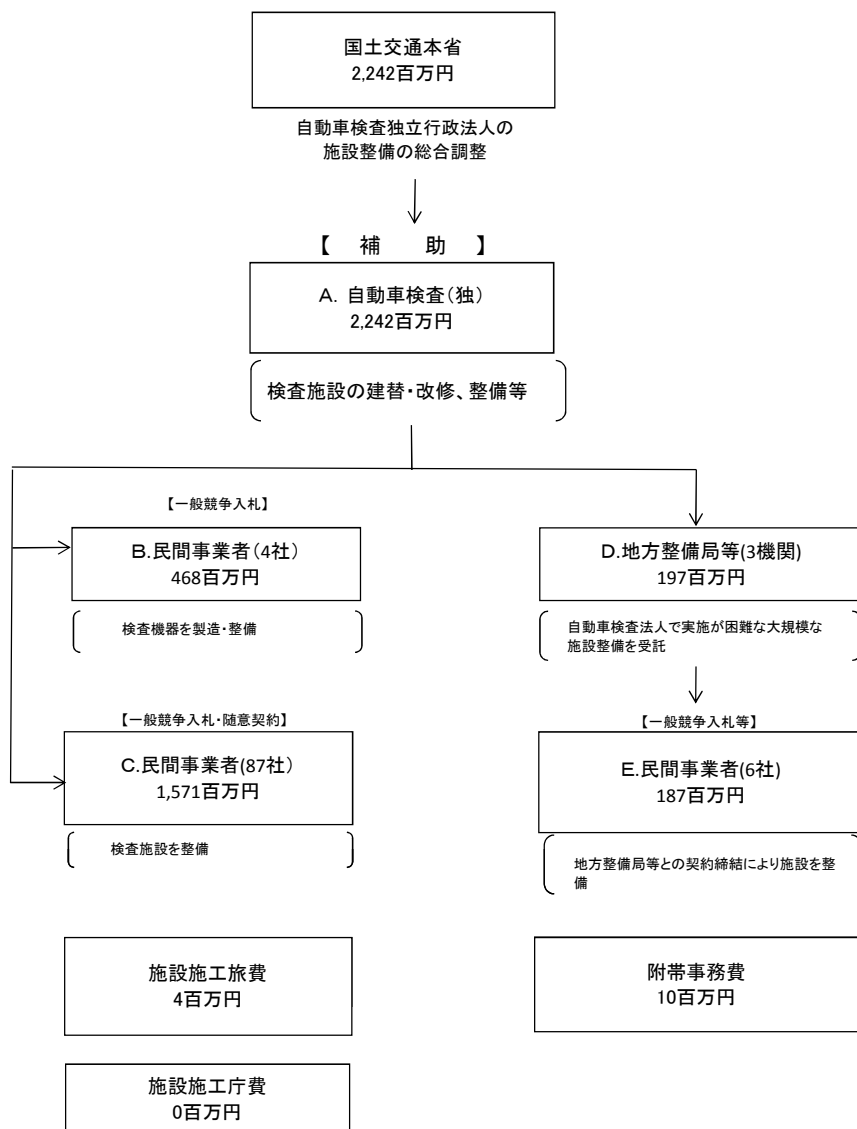 国土交通本省
2,242百万円
自動車検査独立行政法人の
施設整備の総合調整
【　補　助　】
A. 自動車検査(独)
2,242百万円
検査施設の建替・改修、整備等
【一般競争入札】
B.民間事業者(4社)
468百万円
検査機器を製造・整備
D.地方整備局等(3機関)
197百万円
自動車検査法人で実施が困難な大規模な
施設整備を受託
【一般競争入札・随意契約】
C.民間事業者(87社)
1,571百万円
検査施設を整備
【一般競争入札等】
E.民間事業者(6社)
187百万円
地方整備局等との契約締結により施設を整
備
施設施工旅費
4百万円
附帯事務費
10百万円
施設施工庁費
0百万円